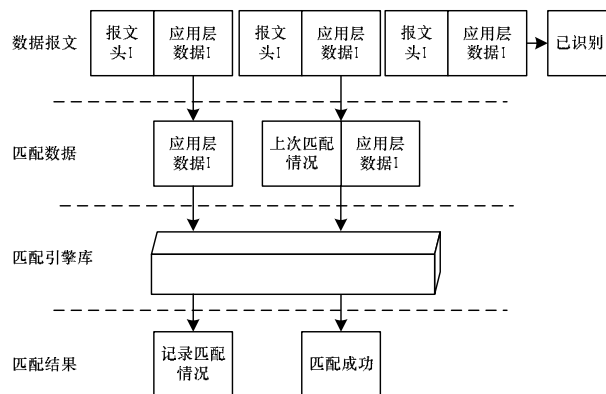 数据报文
报文
头1
应用层
数据1
报文
头1
应用层
数据1
报文
头1
应用层
数据1
已识别
匹配数据
应用层
数据1
上次匹配
情况
应用层
数据1
匹配引擎库
匹配结果
记录匹配
情况
匹配成功